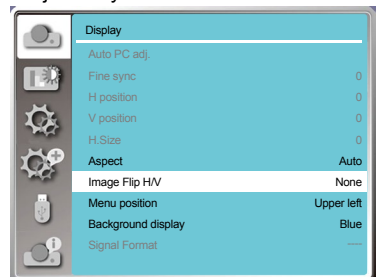 Display
Auto PC adj.
Fine sync 0
H position 0
V position 0
H.Size 0
Aspect Auto
Image Flip H/V None
Menu position Upper left
Background display Blue
Signal Format ----